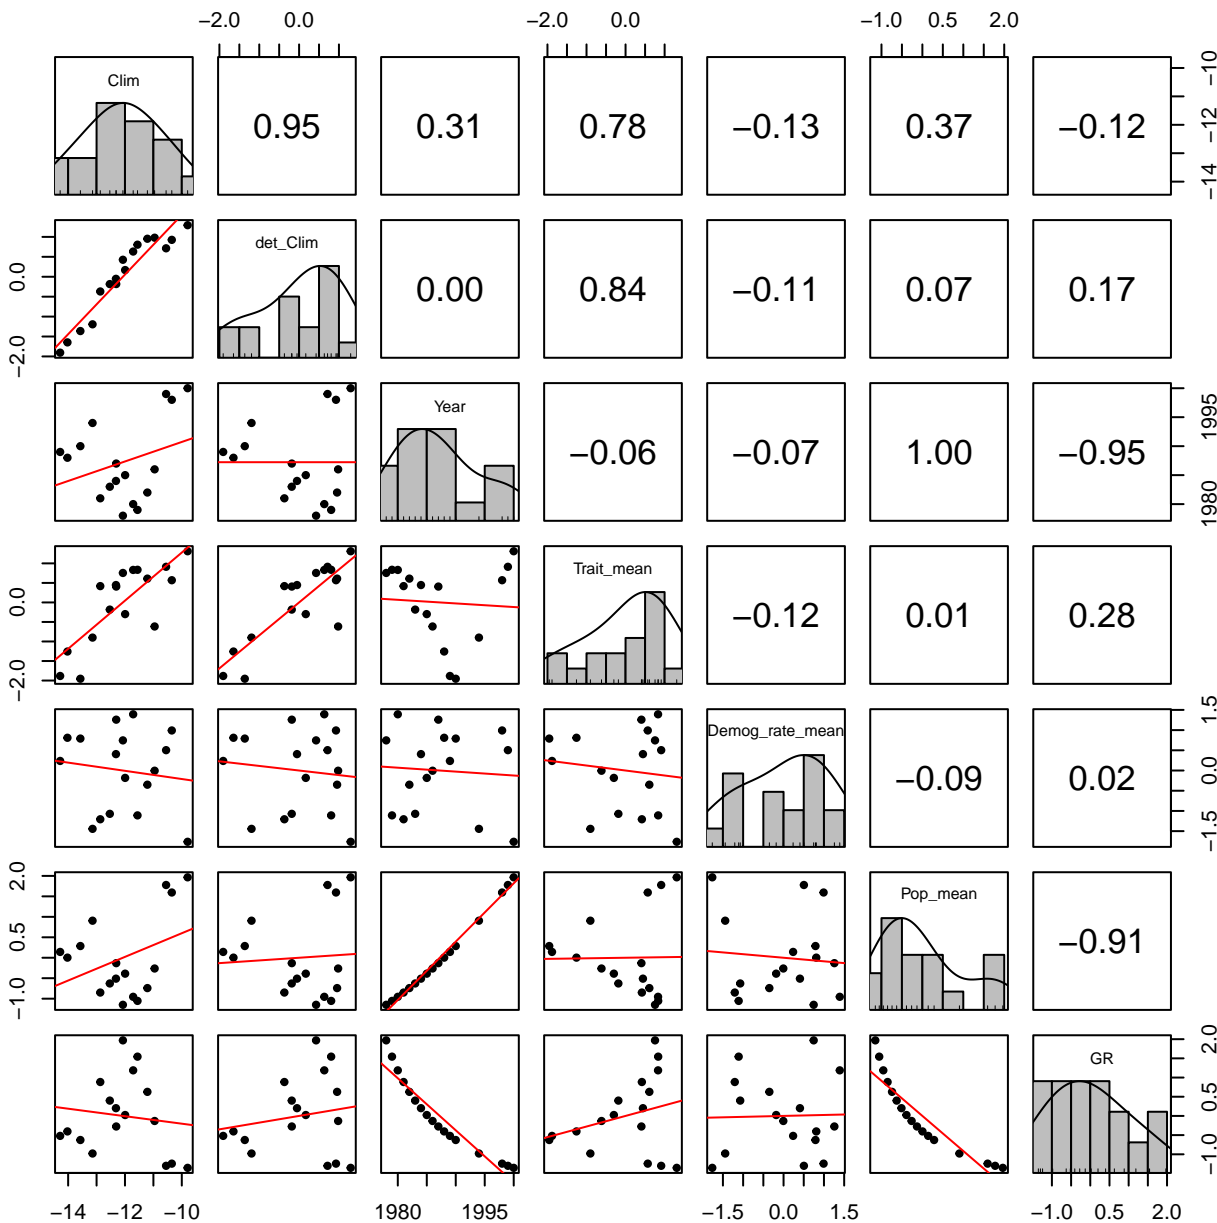 −2.0 0.0 −2.0 0.0 −1.0 0.5 2.0
Clim 0.95 0.31 0.78 −0.13 0.37 −0.12 −14 −12 −10
−2.0 0.0 det_Clim 0.00 0.84 −0.11 0.07 0.17
Year −0.06 −0.07 1.00 −0.95 1980 1995
−2.0 0.0 Trait_mean −0.12 0.01 0.28
Demog_rate_mean −0.09 0.02 −1.5 0.0 1.5
−1.0 0.5 2.0 Pop_mean −0.91
GR −1.0 0.5 2.0
−14 −12 −10 1980 1995 −1.5 0.0 1.5 −1.0 0.5 2.0